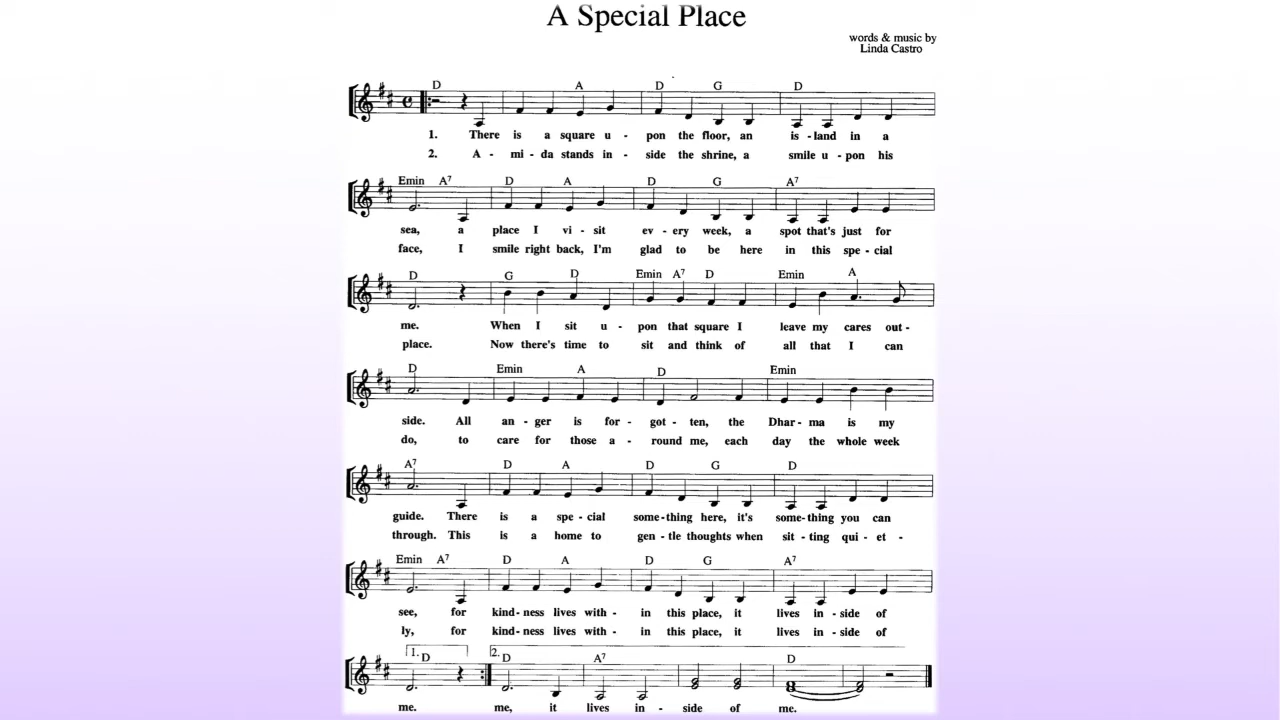 A Special Place
words & music by
Linda Castro
D A D G D
1. There is a square u - pon the floor, an is - land in a
2. A - mi - da stands in - side the shrine, a smile u - pon his
Emin A7 D A D G A7
sea, a place I vi - sit ev - ery week, a spot that's just for
face, I smile right back, I'm glad to be here in this spe - cial
D G D Emin A7 D Emin A
me. When I sit u - pon that square I leave my cares out -
place. Now there's time to sit and think of all that I can
D Emin A D Emin
side. All an - ger is for - got - ten, the Dhar - ma is my
do, to care for those a - round me, each day the whole week
A7 D A D G D
guide. There is a spe - cial some - thing here, it's some - thing you can
through. This is a home to gen - tle thoughts when sit - ting qui - et -
Emin A7 D A D G A7
see, for kind - ness lives with - in this place, it lives in - side of
ly, for kind - ness lives with - in this place, it lives in - side of
1. D 2. D A7 D
me. me, it lives in - side of me.